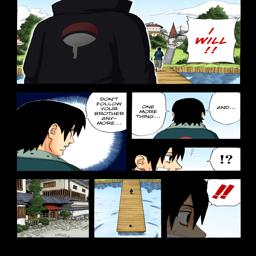 I
WILL
!!
AND...
ONE
MORE
THING...
DON'T
FOLLOW
YOUR
BROTHER
ANY-
MORE...
!?
!!